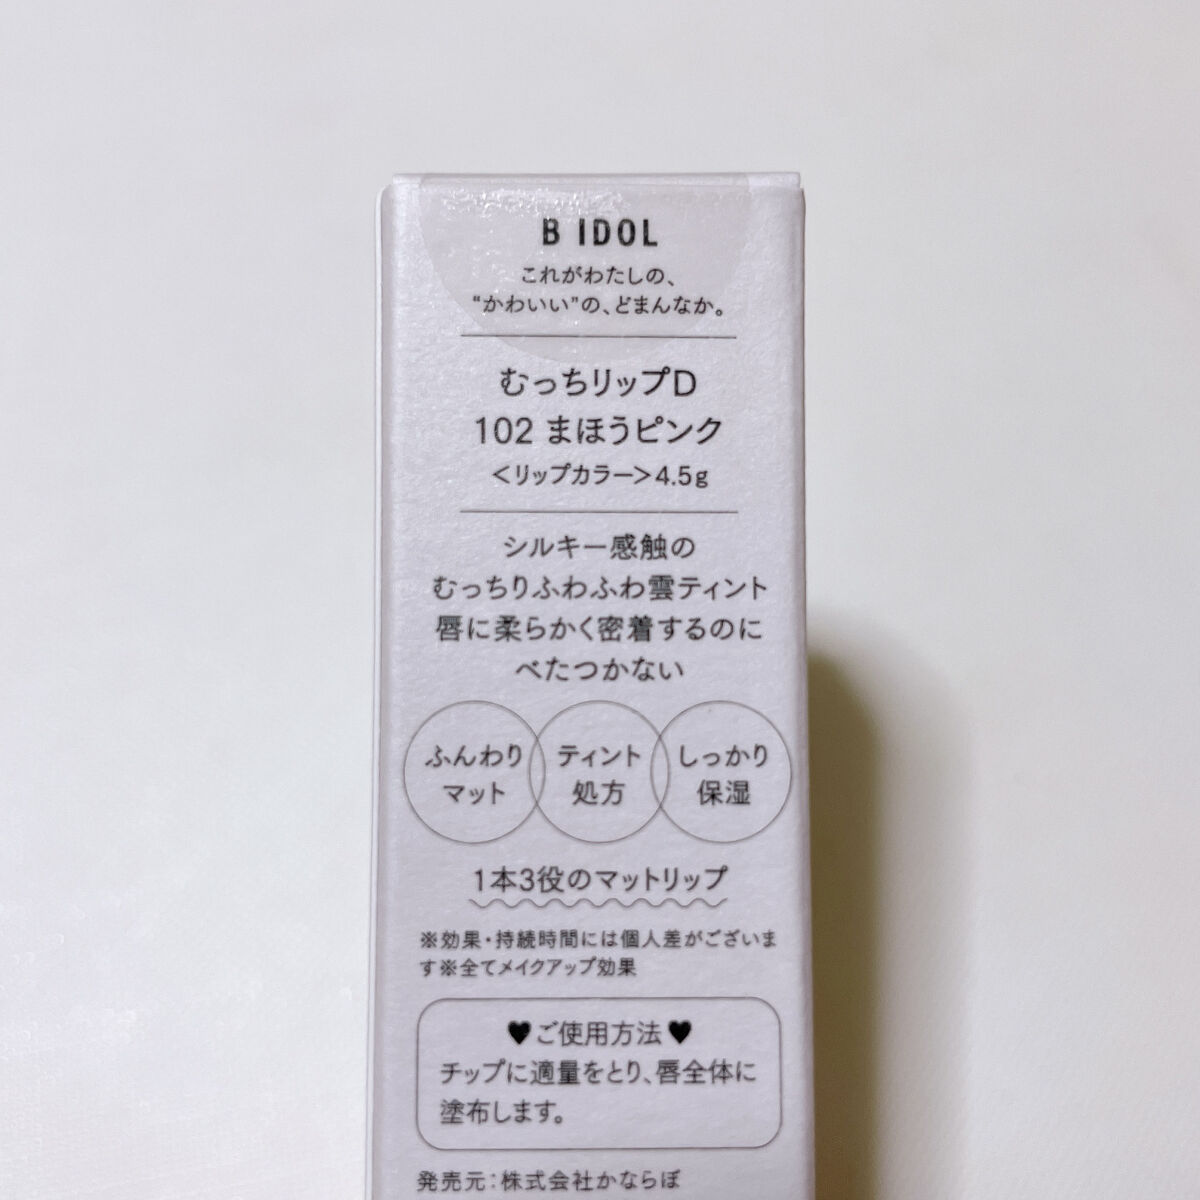 B IDOL
これがわたしの、
“かわいい”の、どまんなか。
むっちリップD
102 まほうピンク
<リップカラー>4.5g
シルキー感触の
むっちりふわふわ雲ティント
唇に柔らかく密着するのに
べたつかない
ふんわり
マット
ティント
処方
しっかり
保湿
1本3役のマットリップ
※効果・持続時間には個人差がございま
す※全てメイクアップ効果
♥ご使用方法♥
チップに適量をとり、唇全体に
塗布します。
発売元：株式会社かならぼ